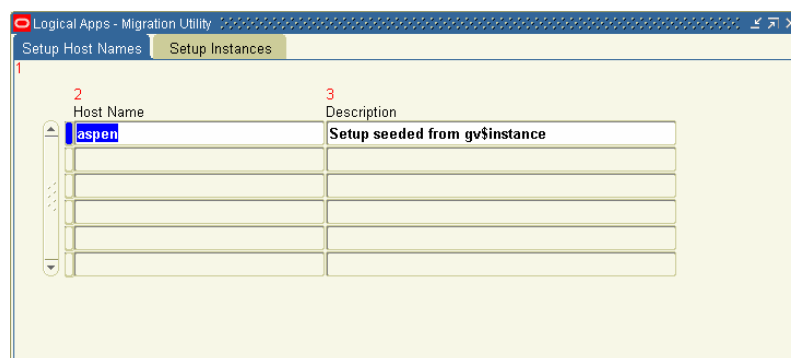 Logical Apps - Migration Utility
Setup Host Names Setup Instances
1
2 3
Host Name Description
aspen Setup seeded from gv$instance